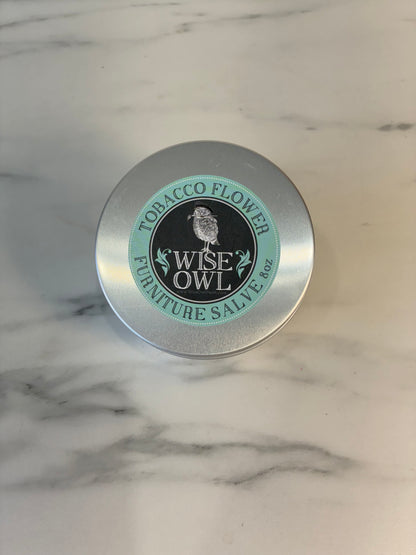 TOBACCO FLOWER
WISE
OWL
FURNITURE SALVE 8oz